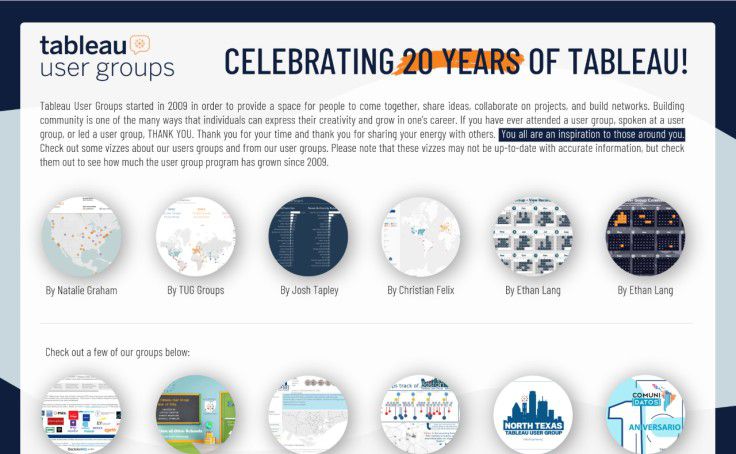 tableau
user groups
CELEBRATING 20 YEARS OF TABLEAU!
Tableau User Groups started in 2009 in order to provide a space for people to come together, share ideas, collaborate on projects, and build networks. Building
community is one of the many ways that individuals can express their creativity and grow in one's career. If you have ever attended a user group, spoken at a user
group, or led a user group, THANK YOU. Thank you for your time and thank you for sharing your energy with others. You all are an inspiration to those around you.
Check out some vizzes about our users groups and from our user groups. Please note that these vizzes may not be up-to-date with accurate information, but check
them out to see how much the user group program has grown since 2009.
By Natalie Graham
By TUG Groups
By Josh Tapley
By Christian Felix
By Ethan Lang
By Ethan Lang
Check out a few of our groups below:
NORTH TEXAS
TABLEAU USER GROUP
COMUNI
DATOS
ANIVERSARIO